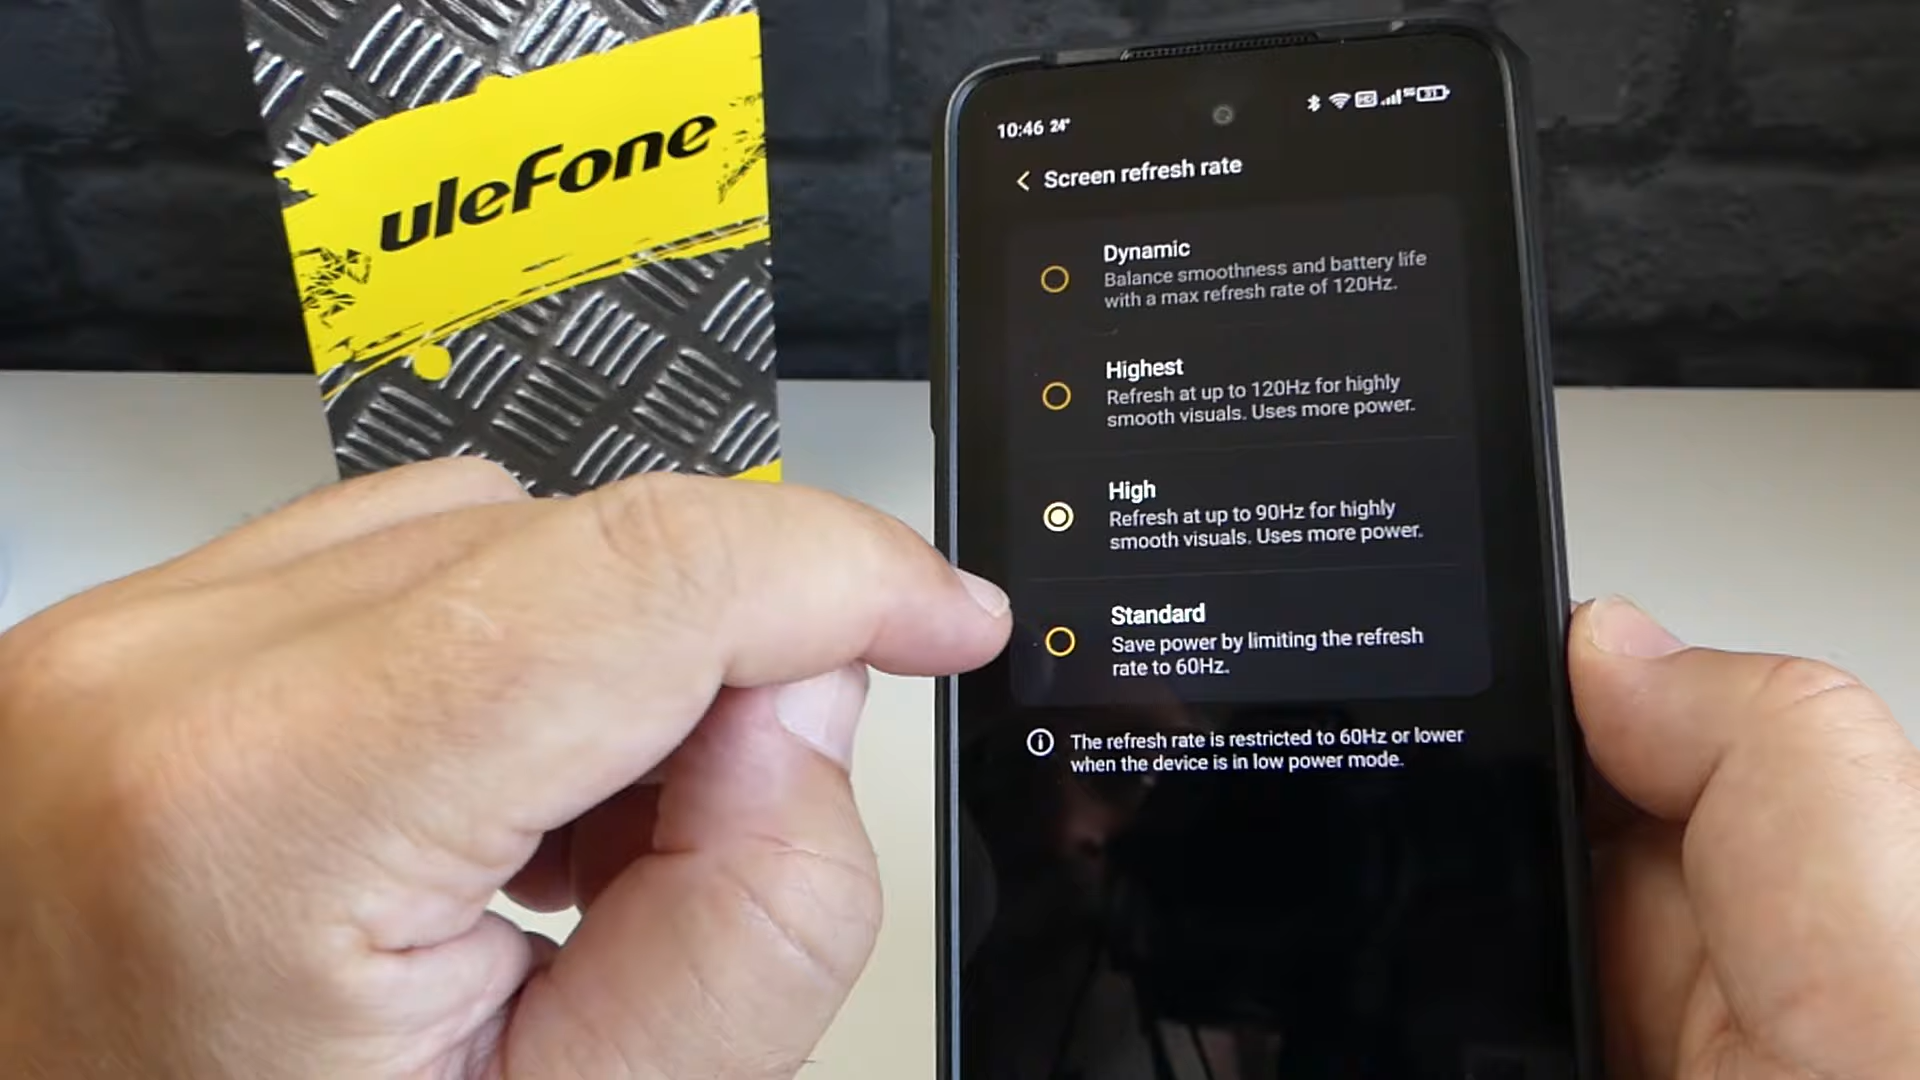 uleFone
10:46 24°
Screen refresh rate
Dynamic
Balance smoothness and battery life
with a max refresh rate of 120Hz.
Highest
Refresh at up to 120Hz for highly
smooth visuals. Uses more power.
High
Refresh at up to 90Hz for highly
smooth visuals. Uses more power.
Standard
Save power by limiting the refresh
rate to 60Hz.
The refresh rate is restricted to 60Hz or lower
when the device is in low power mode.